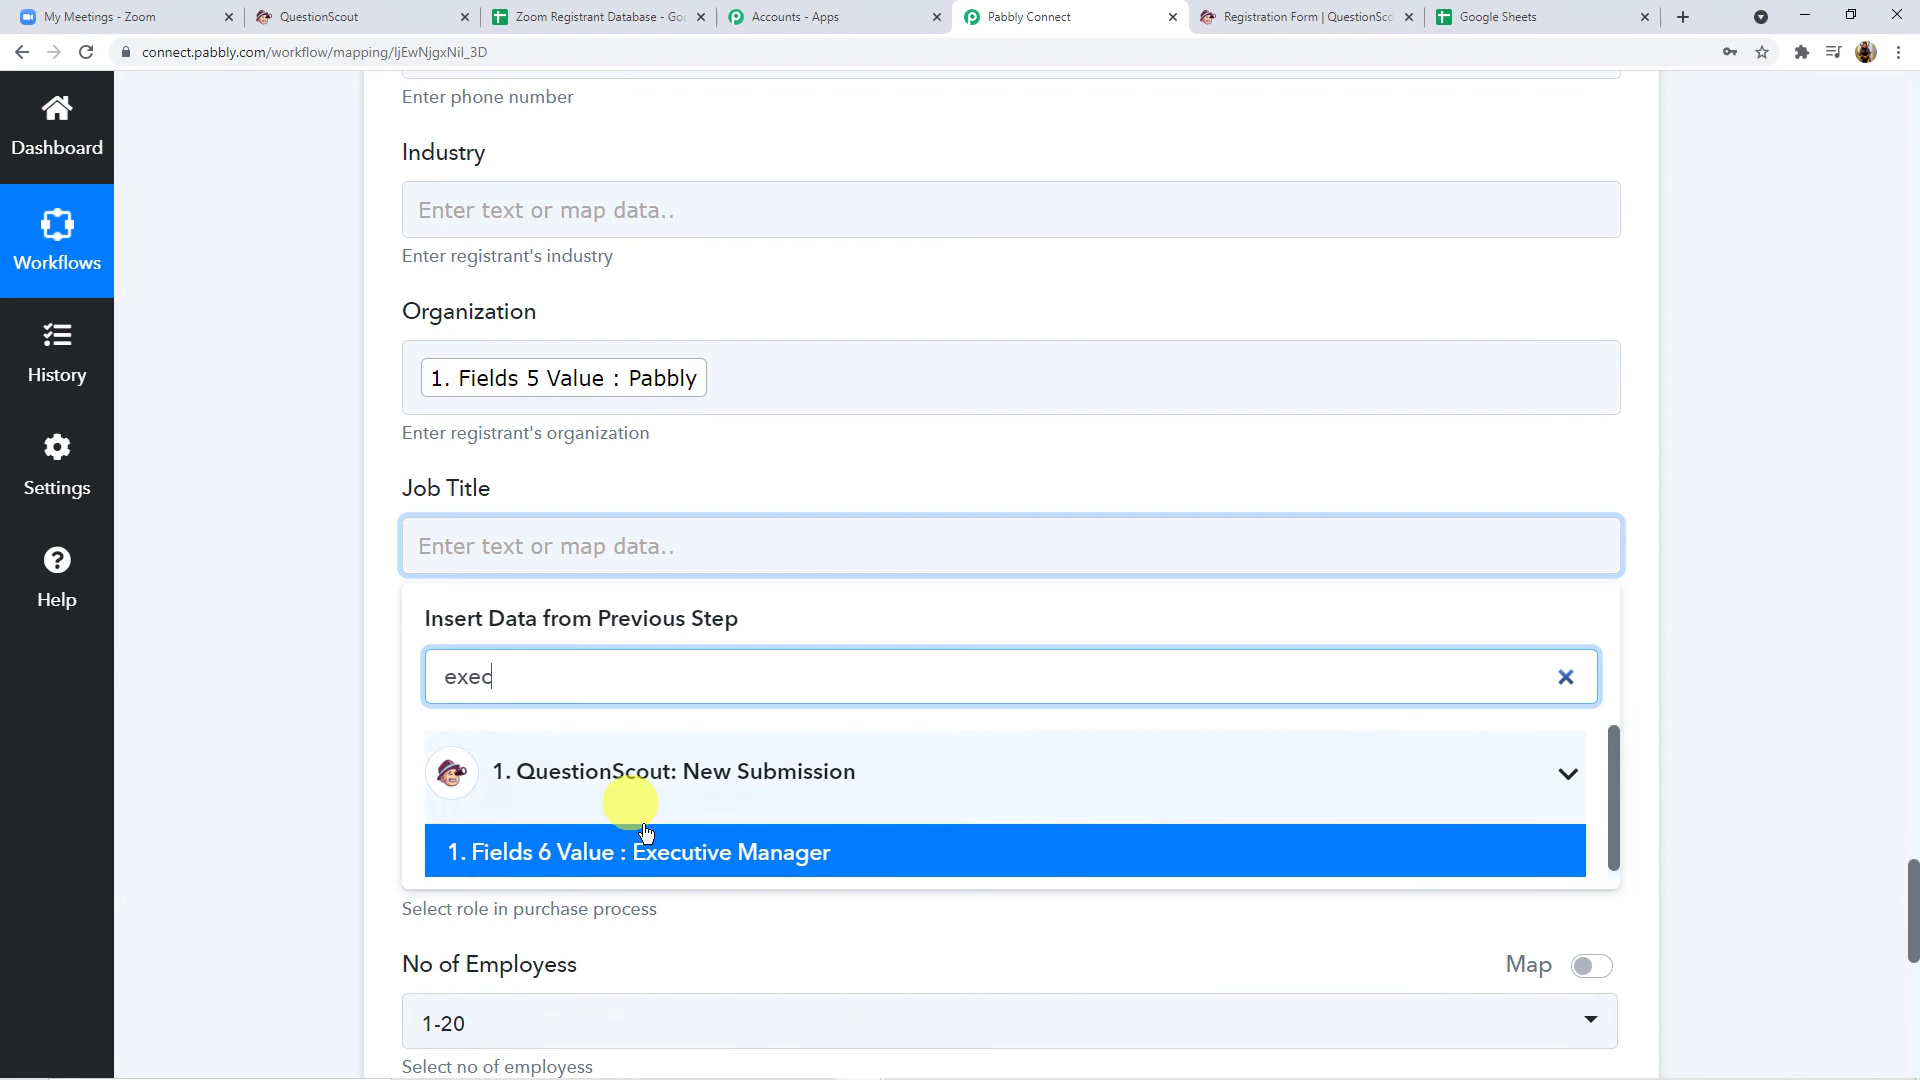 My Meetings - Zoom
QuestionScout
Zoom Registrant Database - Goo
Accounts - Apps
Pabbly Connect
Registration Form | QuestionSco
Google Sheets
connect.pabbly.com/workflow/mapping/IjEwNjgxNiI_3D
Enter phone number
Dashboard
Industry
Enter text or map data..
Workflows
Enter registrant's industry
Organization
1. Fields 5 Value : Pabbly
History
Enter registrant's organization
Settings
Job Title
Enter text or map data..
Help
Insert Data from Previous Step
exec
1. QuestionScout: New Submission
1. Fields 6 Value : Executive Manager
Select role in purchase process
No of Employess
Map
1-20
Select no of employess